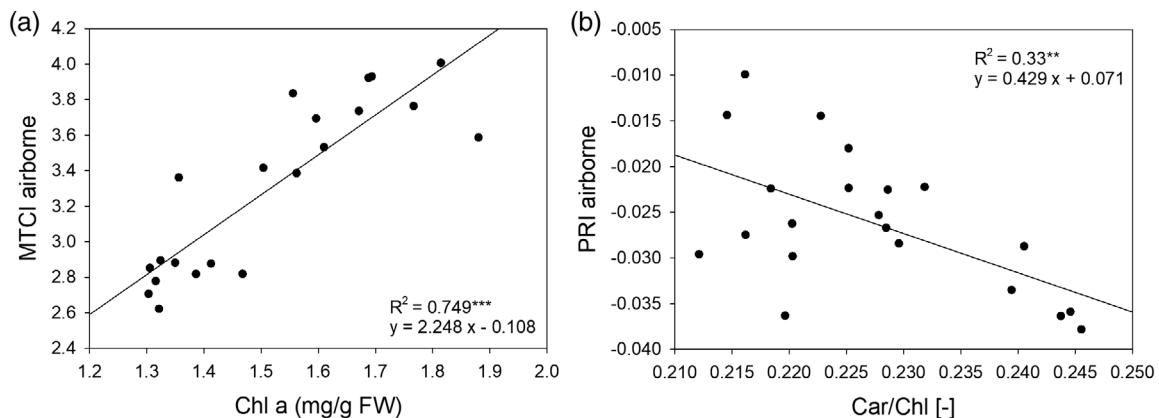 (a)
4.2
4.0
3.8
3.6
3.4
3.2
3.0
2.8
2.6
2.4
MTCI airborne
R² = 0.749***
y = 2.248 x - 0.108
1.2 1.3 1.4 1.5 1.6 1.7 1.8 1.9 2.0
Chl a (mg/g FW)
(b)
-0.005
-0.010
-0.015
-0.020
-0.025
-0.030
-0.035
-0.040
PRI airborne
R² = 0.33**
y = 0.429 x + 0.071
0.210 0.215 0.220 0.225 0.230 0.235 0.240 0.245 0.250
Car/Chl [-]